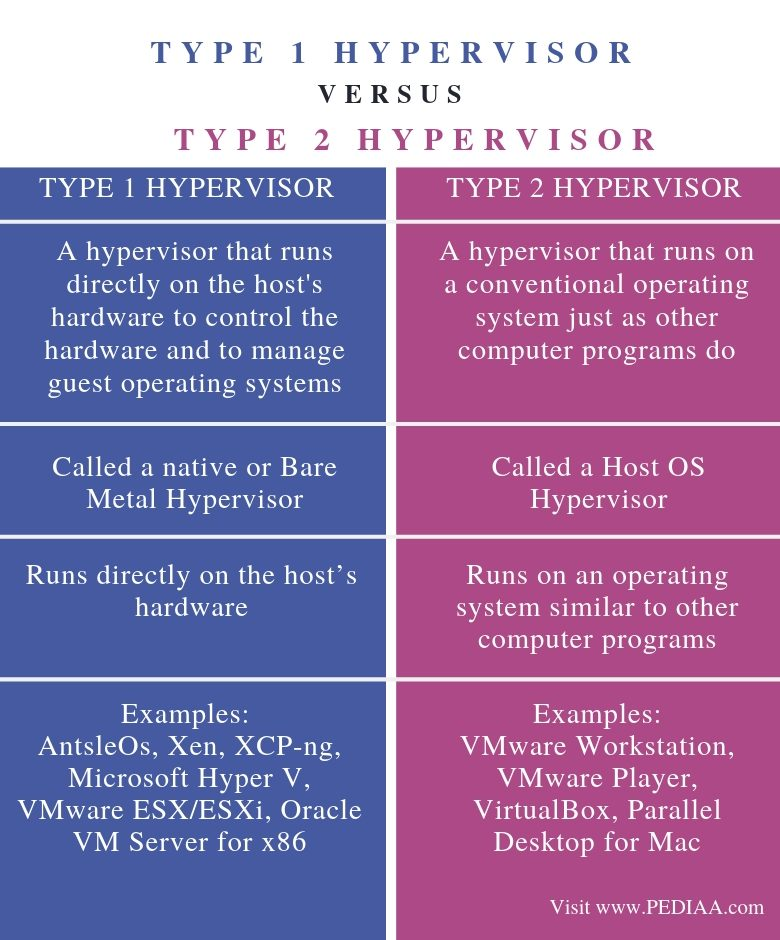 TYPE 1 HYPERVISOR
VERSUS
TYPE 2 HYPERVISOR
TYPE 1 HYPERVISOR
TYPE 2 HYPERVISOR
A hypervisor that runs
directly on the host's
hardware to control the
hardware and to manage
guest operating systems
A hypervisor that runs on
a conventional operating
system just as other
computer programs do
Called a native or Bare
Metal Hypervisor
Called a Host OS
Hypervisor
Runs directly on the host’s
hardware
Runs on an operating
system similar to other
computer programs
Examples:
AntsleOs, Xen, XCP-ng,
Microsoft Hyper V,
VMware ESX/ESXi, Oracle
VM Server for x86
Examples:
VMware Workstation,
VMware Player,
VirtualBox, Parallel
Desktop for Mac
Visit www.PEDIAA.com